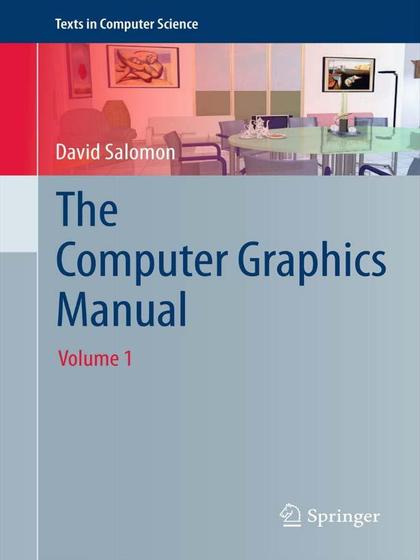 Texts in Computer Science
David Salomon
The
Computer Graphics
Manual
Volume 1
Springer